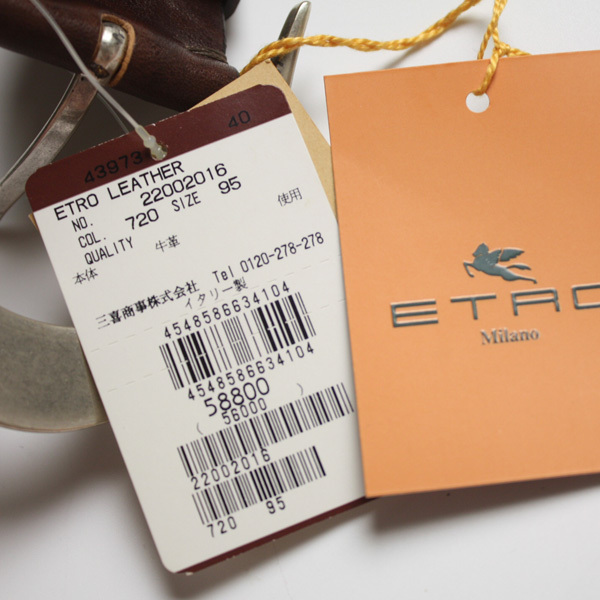 43973
40
ETRO LEATHER
NO. 22002016
COL. 720 SIZE 95
QUALITY 使用
本体 牛革
三喜商事株式会社 Tel 0120-278-278
イタリー製
4548586634104
4548586634104
58800
( 56000 )
22002016
720 95
ETRO
Milano